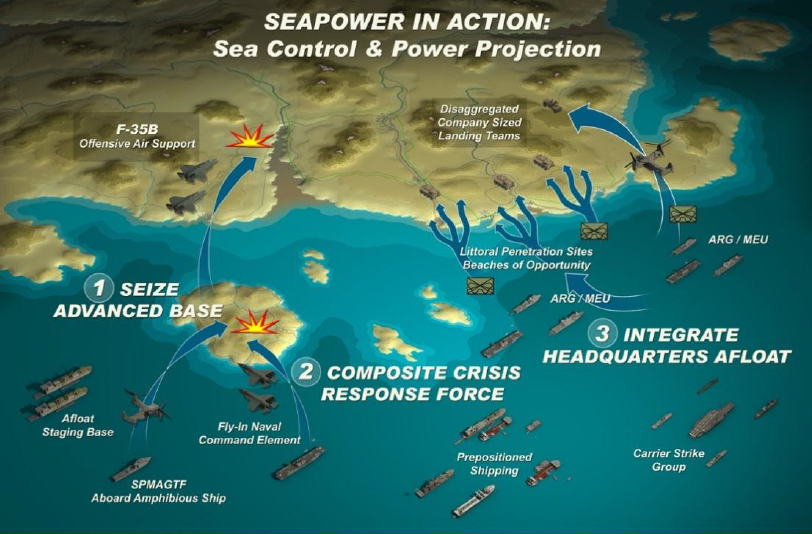 SEAPOWER IN ACTION:
Sea Control & Power Projection
F-35B
Offensive Air Support
Disaggregated
Company Sized
Landing Teams
Littoral Penetration Sites
Beaches of Opportunity
ARG / MEU
ARG / MEU
1 SEIZE
ADVANCED BASE
3 INTEGRATE
HEADQUARTERS AFLOAT
2 COMPOSITE CRISIS
RESPONSE FORCE
Afloat
Staging Base
Fly-In Naval
Command Element
SPMAGTF
Aboard Amphibious Ship
Prepositioned
Shipping
Carrier Strike
Group